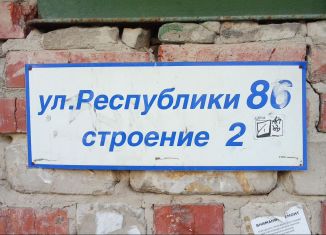 ул.Республики 86
строение 2